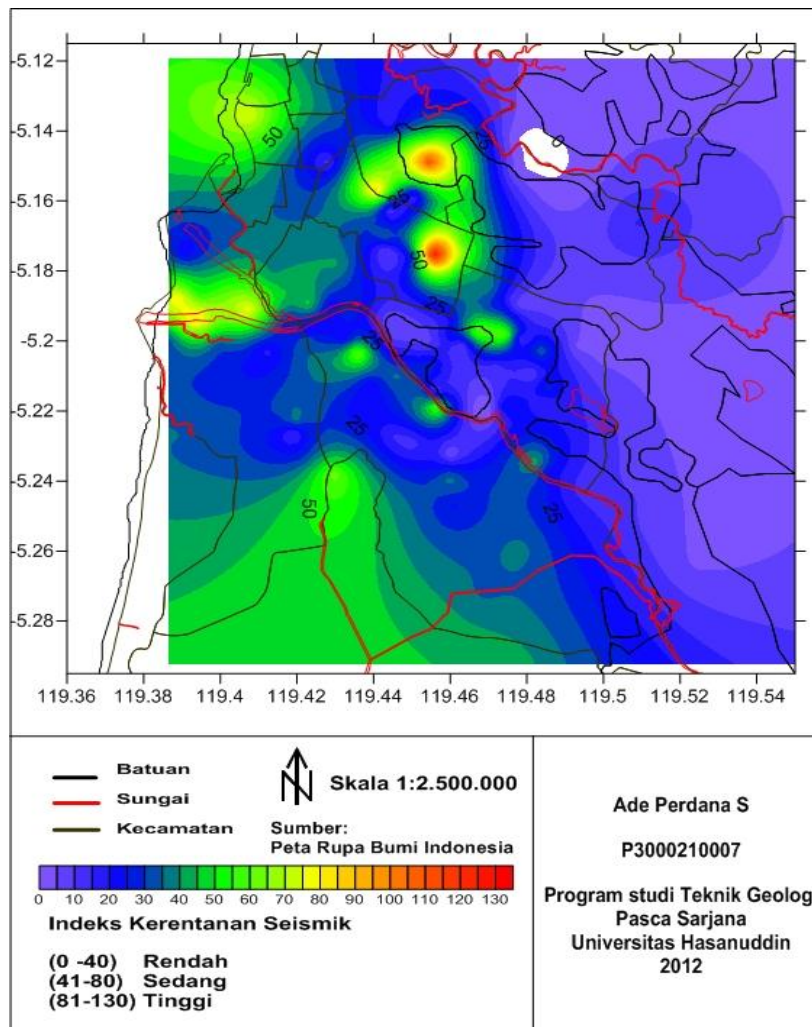 -5.12
-5.14
-5.16
-5.18
-5.2
-5.22
-5.24
-5.26
-5.28
50
0
25
50
25
25
25
50
25
119.36 119.38 119.4 119.42 119.44 119.46 119.48 119.5 119.52 119.54
Batuan
Sungai
Kecamatan
N
Skala 1:2.500.000
Sumber:
Peta Rupa Bumi Indonesia
0 10 20 30 40 50 60 70 80 90 100 110 120 130
Indeks Kerentanan Seismik
(0 -40) Rendah
(41-80) Sedang
(81-130) Tinggi
Ade Perdana S
P3000210007
Program studi Teknik Geolog
Pasca Sarjana
Universitas Hasanuddin
2012